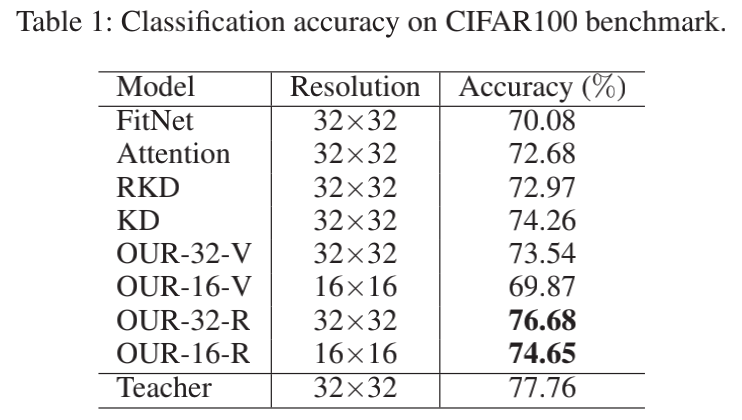 Table 1: Classification accuracy on CIFAR100 benchmark.
Model Resolution Accuracy (%)
FitNet 32×32 70.08
Attention 32×32 72.68
RKD 32×32 72.97
KD 32×32 74.26
OUR-32-V 32×32 73.54
OUR-16-V 16×16 69.87
OUR-32-R 32×32 76.68
OUR-16-R 16×16 74.65
Teacher 32×32 77.76